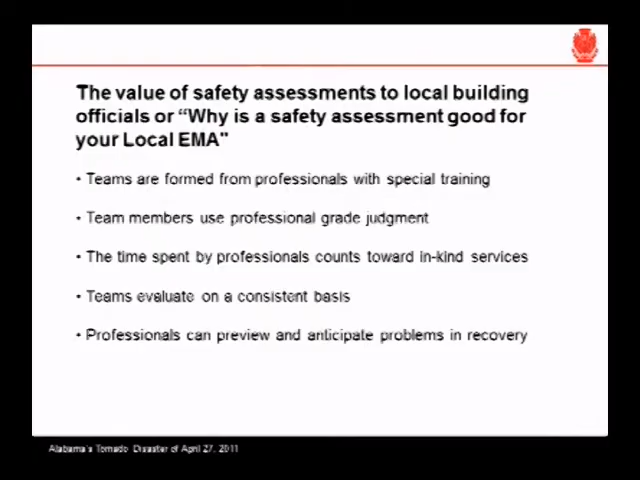 The value of safety assessments to local building
officials or “Why is a safety assessment good for
your Local EMA"
• Teams are formed from professionals with special training
• Team members use professional grade judgment
• The time spent by professionals counts toward in-kind services
• Teams evaluate on a consistent basis
• Professionals can preview and anticipate problems in recovery
Alabama's Tornado Disaster of April 27, 2011